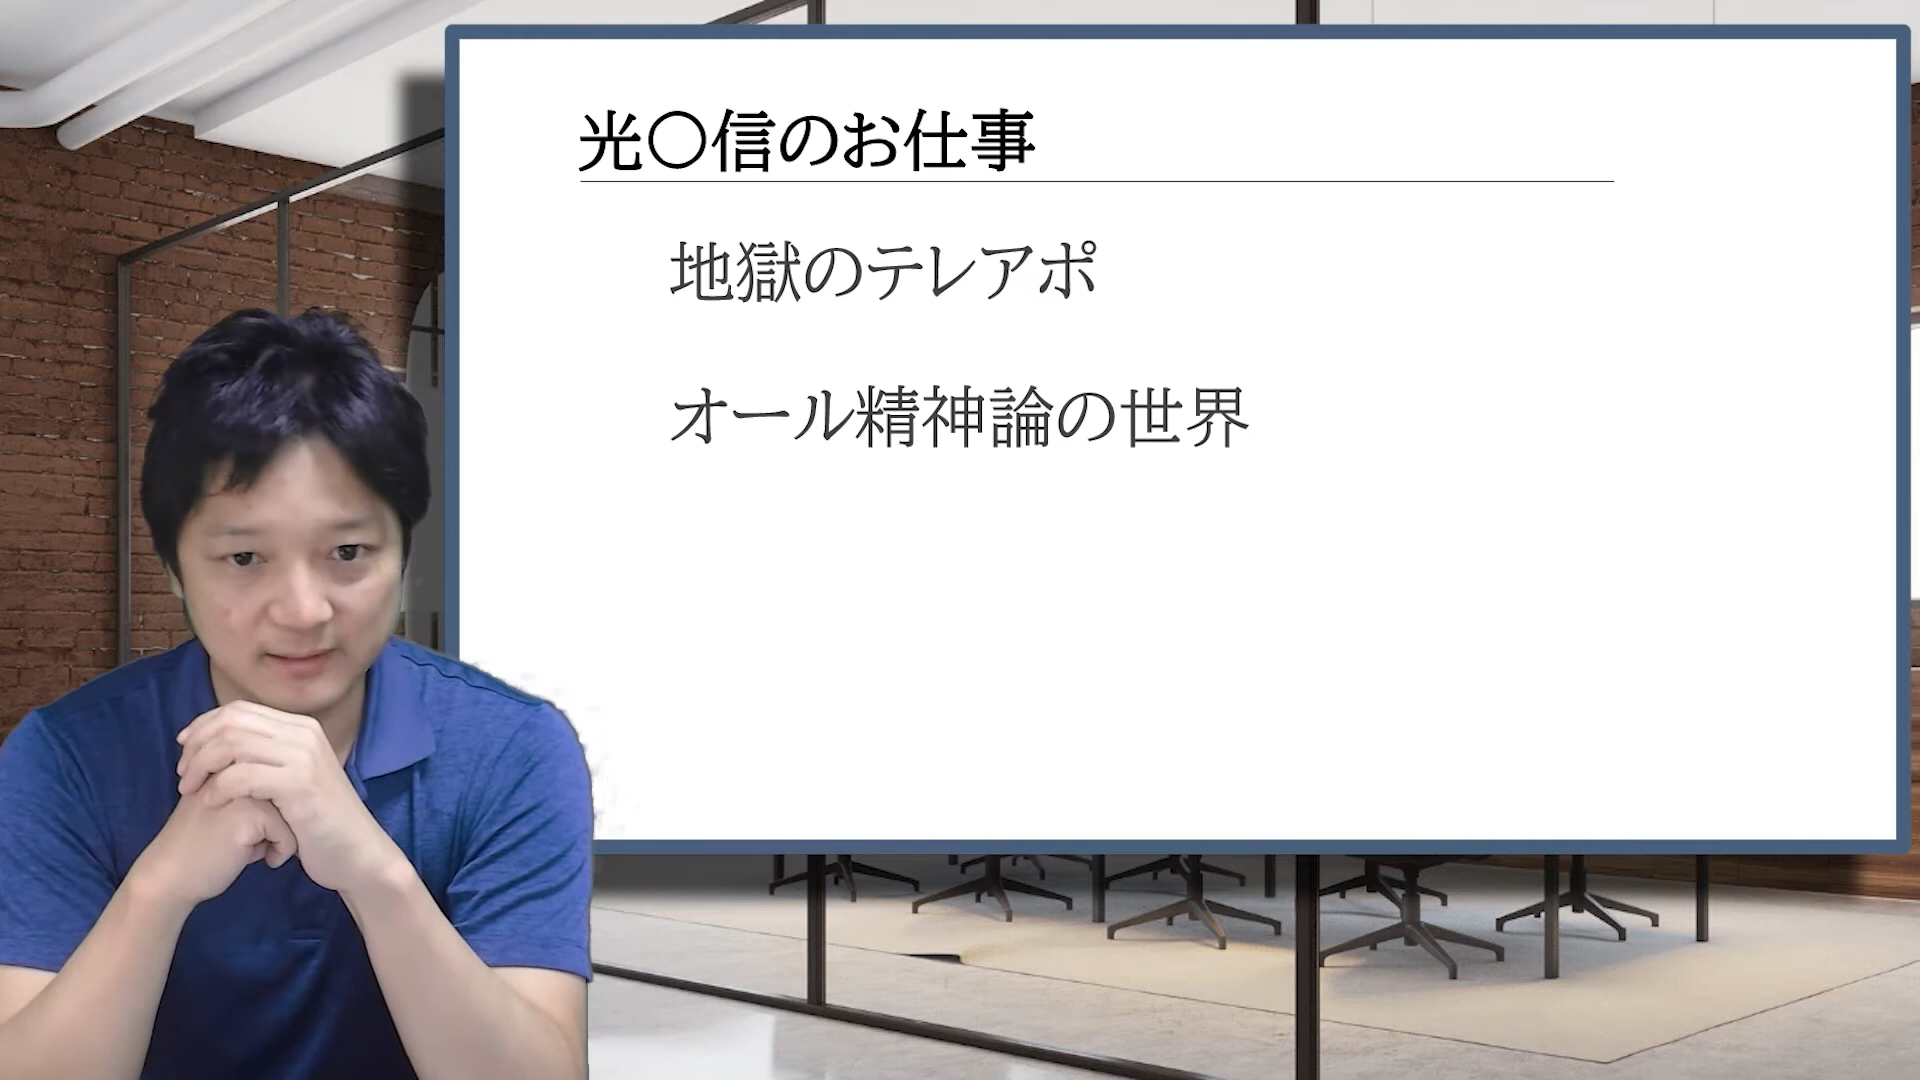 光〇信のお仕事
地獄のテレアポ
オール精神論の世界